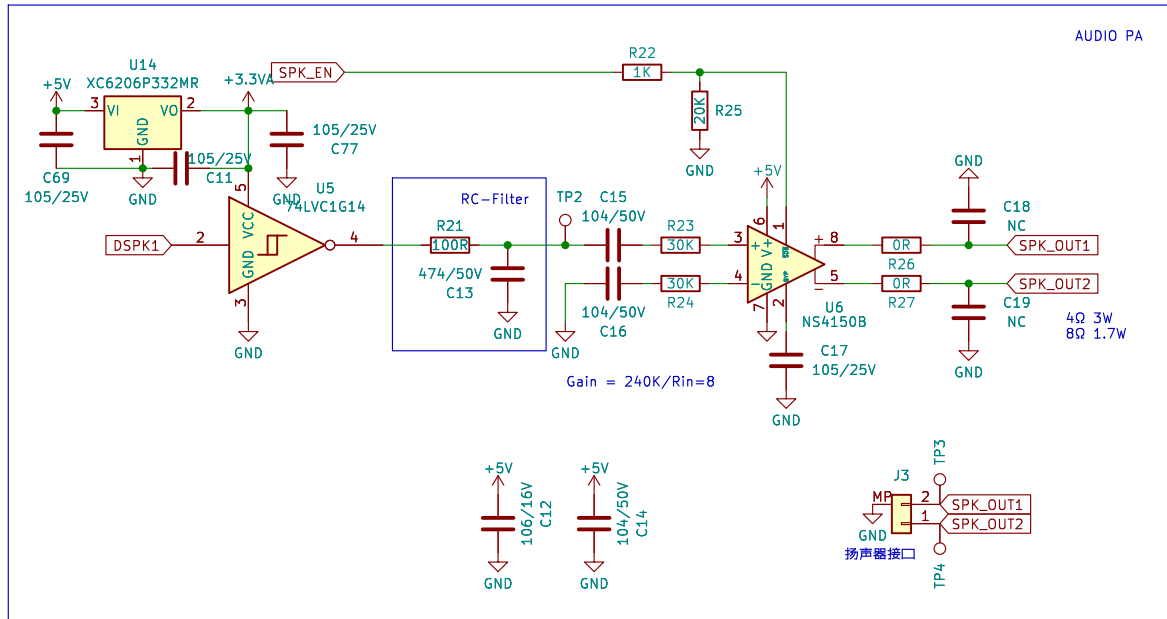 AUDIO PA
U14
XC6206P332MR
+5V
3
VI
VO
2
GND
1
+3.3VA
SPK_EN
R22
1K
20K
R25
GND
105/25V
C77
GND
105/25V
C11
C69
105/25V
GND
U5
74LVC1G14
5
VCC
GND
3
DSPK1
2
4
GND
RC-Filter
R21
100R
474/50V
C13
GND
TP2
C15
104/50V
R23
30K
30K
R24
104/50V
C16
GND
+5V
6
1
3
4
+
-
V+
GND
7
2
BYP
+
8
5
-
U6
NS4150B
C17
105/25V
GND
0R
R26
0R
R27
GND
C18
NC
SPK_OUT1
SPK_OUT2
C19
NC
GND
4Ω 3W
8Ω 1.7W
Gain = 240K/Rin=8
+5V
106/16V
C12
GND
+5V
104/50V
C14
GND
J3
MP
GND
2
1
SPK_OUT1
SPK_OUT2
TP3
TP4
扬声器接口